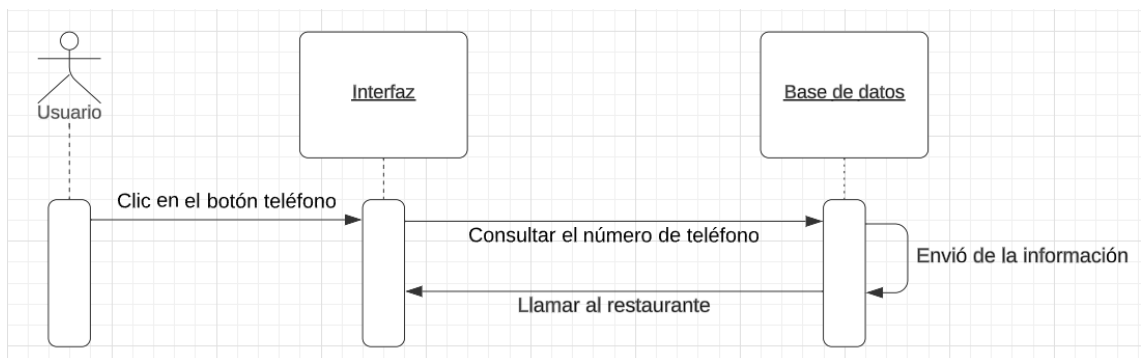 Usuario
Interfaz
Base de datos
Clic en el botón teléfono
Consultar el número de teléfono
Envió de la información
Llamar al restaurante